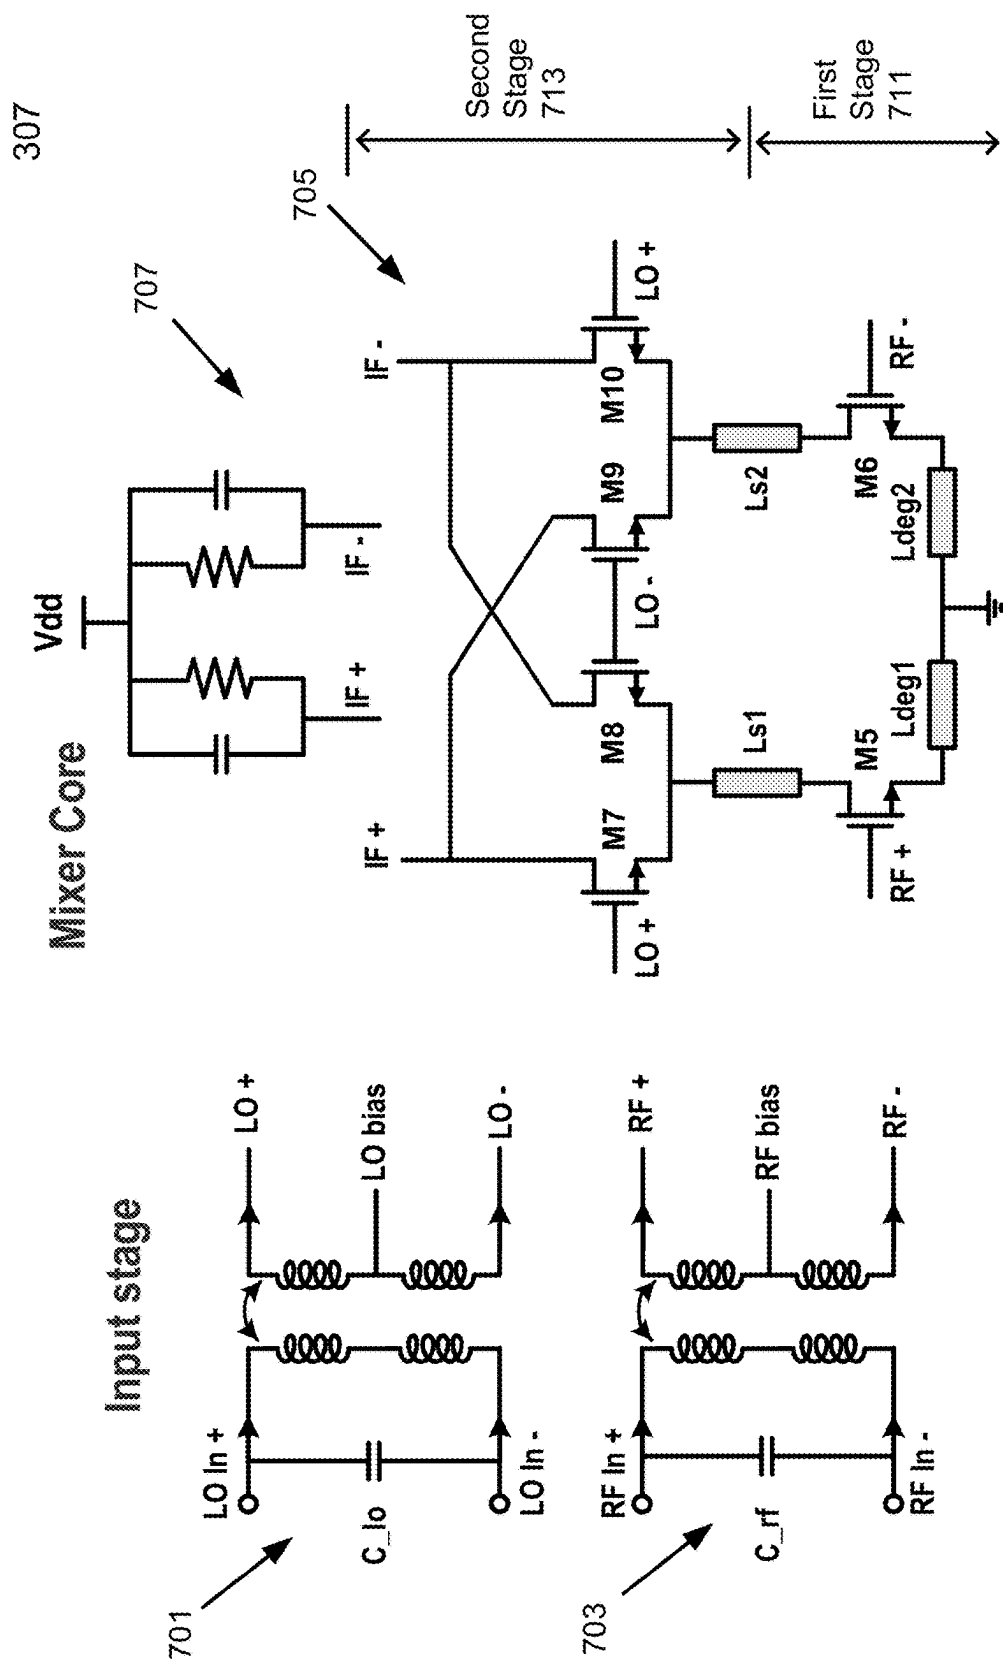 307
Input stage
Mixer Core
701
LO In +
C_lo
LO In -
LO +
LO bias
LO -
703
RF In +
C_rf
RF In -
RF +
RF bias
RF -
Vdd
707
IF +
IF -
705
IF +
IF -
LO +
M7
M8
LO -
M9
M10
LO +
Ls1
Ls2
RF +
M5
M6
RF -
Ldeg1
Ldeg2
Second
Stage
713
First
Stage
711